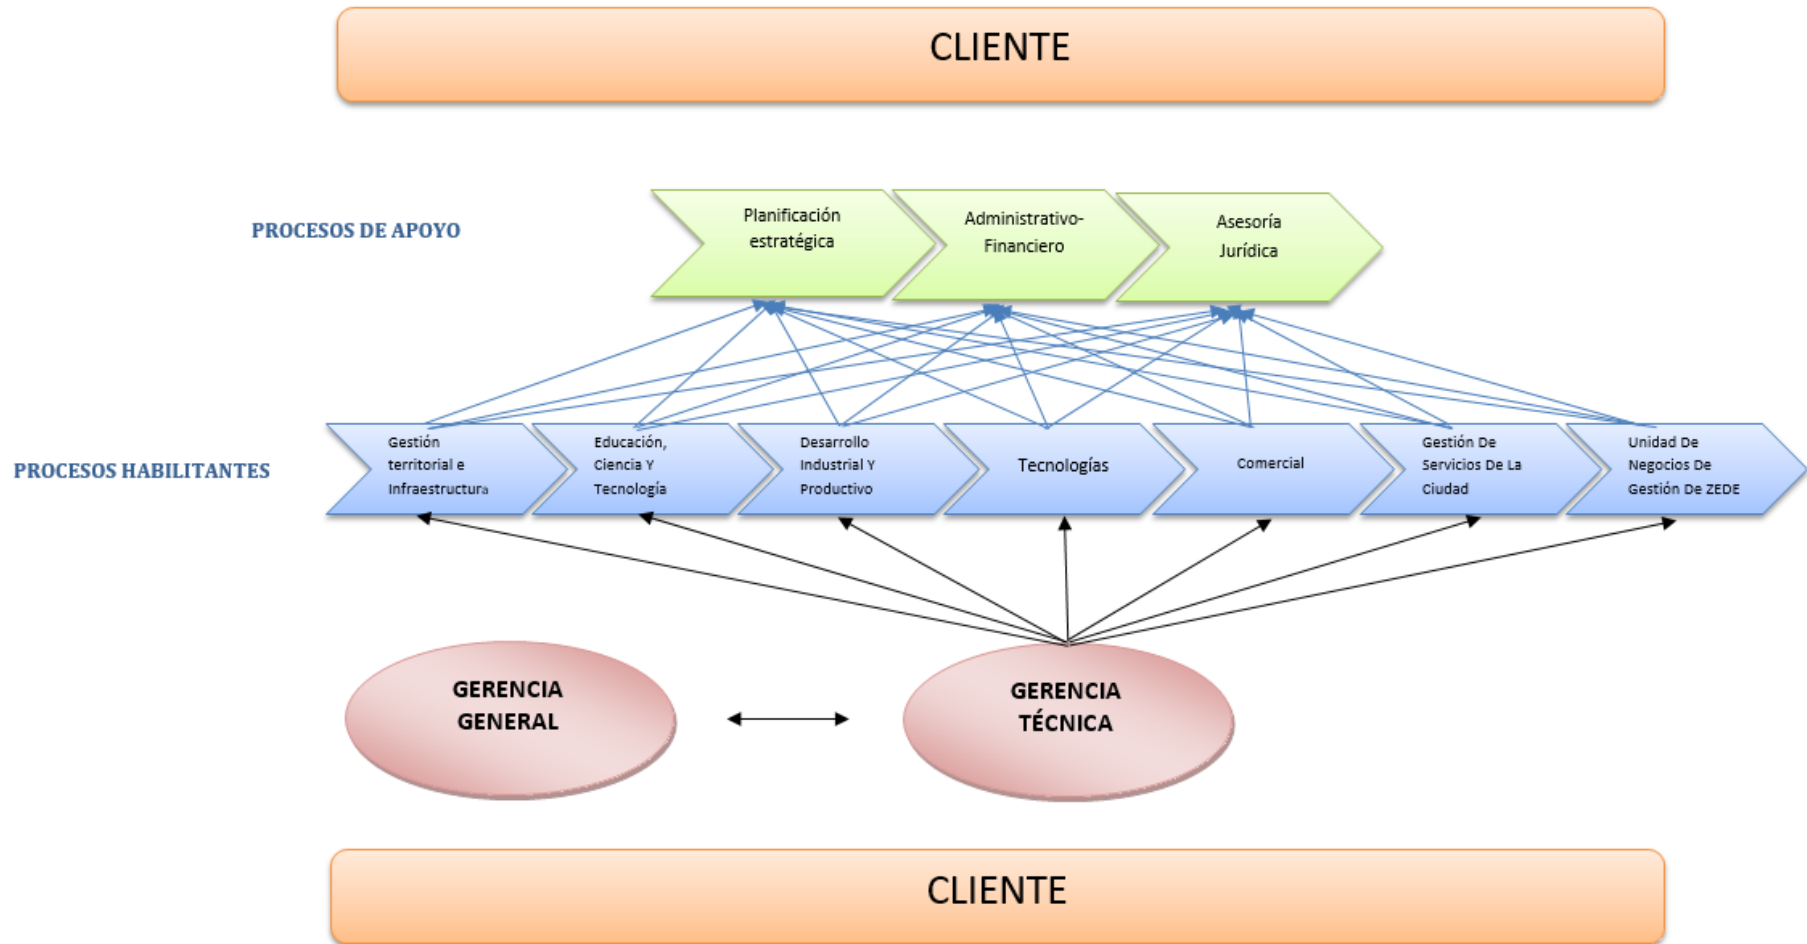 CLIENTE
PROCESOS DE APOYO
Planificación
estratégica
Administrativo-
Financiero
Asesoría
Jurídica
PROCESOS HABILITANTES
Gestión
territorial e
Infraestructura
Educación,
Ciencia Y
Tecnología
Desarrollo
Industrial Y
Productivo
Tecnologías
Comercial
Gestión De
Servicios De La
Ciudad
Unidad De
Negocios De
Gestión De ZEDE
GERENCIA
GENERAL
GERENCIA
TÉCNICA
CLIENTE